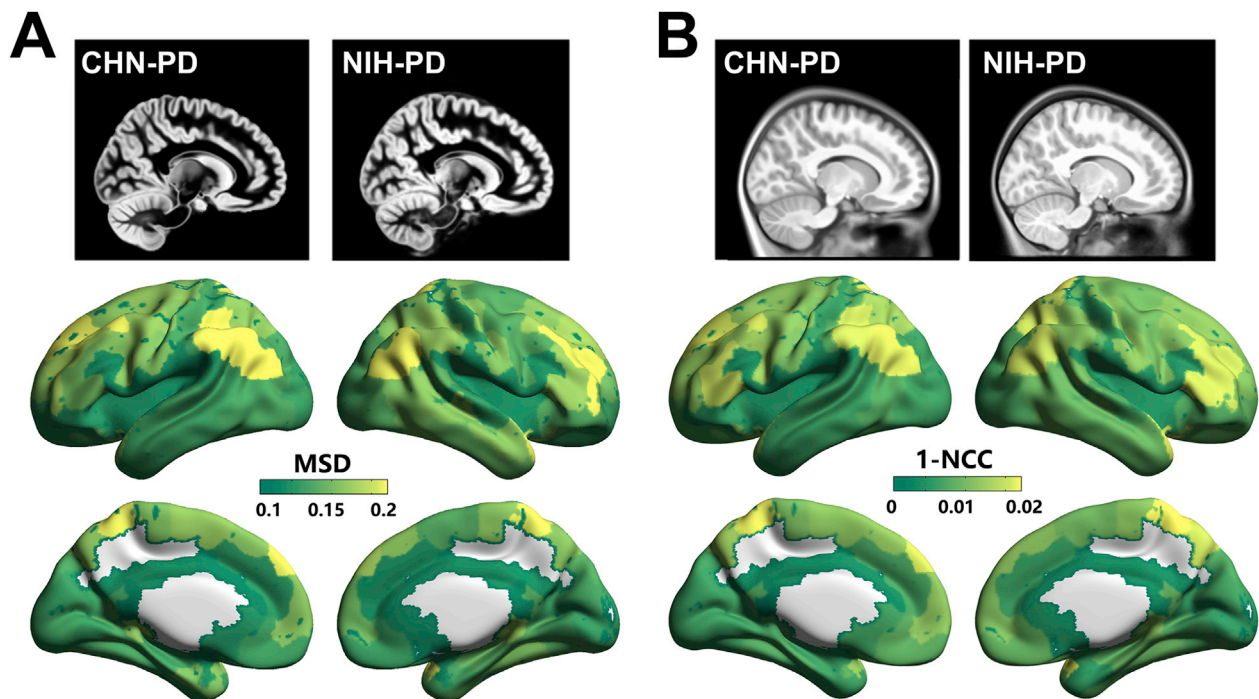 A
CHN-PD
NIH-PD
MSD
0.1 0.15 0.2
B
CHN-PD
NIH-PD
1-NCC
0 0.01 0.02